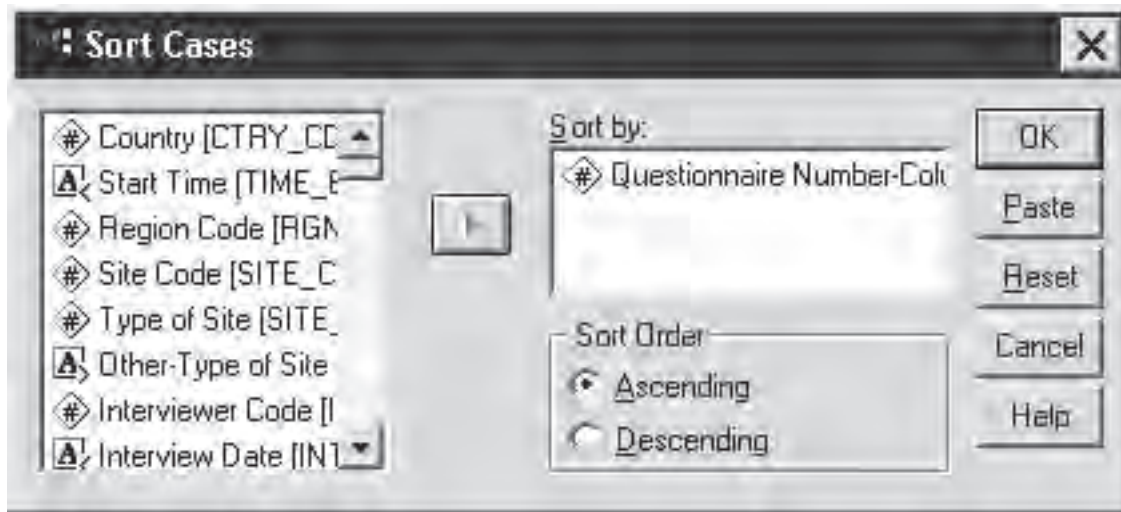 Sort Cases
Country [CTRY_CD
Start Time [TIME_B
Region Code [RGN
Site Code [SITE_C
Type of Site [SITE_
Other-Type of Site
Interviewer Code [I
Interview Date [INT
Sort by:
Questionnaire Number-Colu
Sort Order
Ascending
Descending
OK
Paste
Reset
Cancel
Help